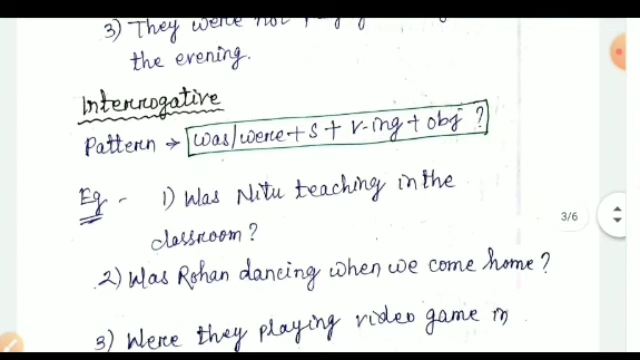 3) They were not
the evening.
Interrogative
Pattern → was/were + S + V-ing + obj ?
Eg - 1) Was Nitu teaching in the
classroom ?
3/6
2) Was Rohan dancing when we come home ?
3) Were they playing video game in